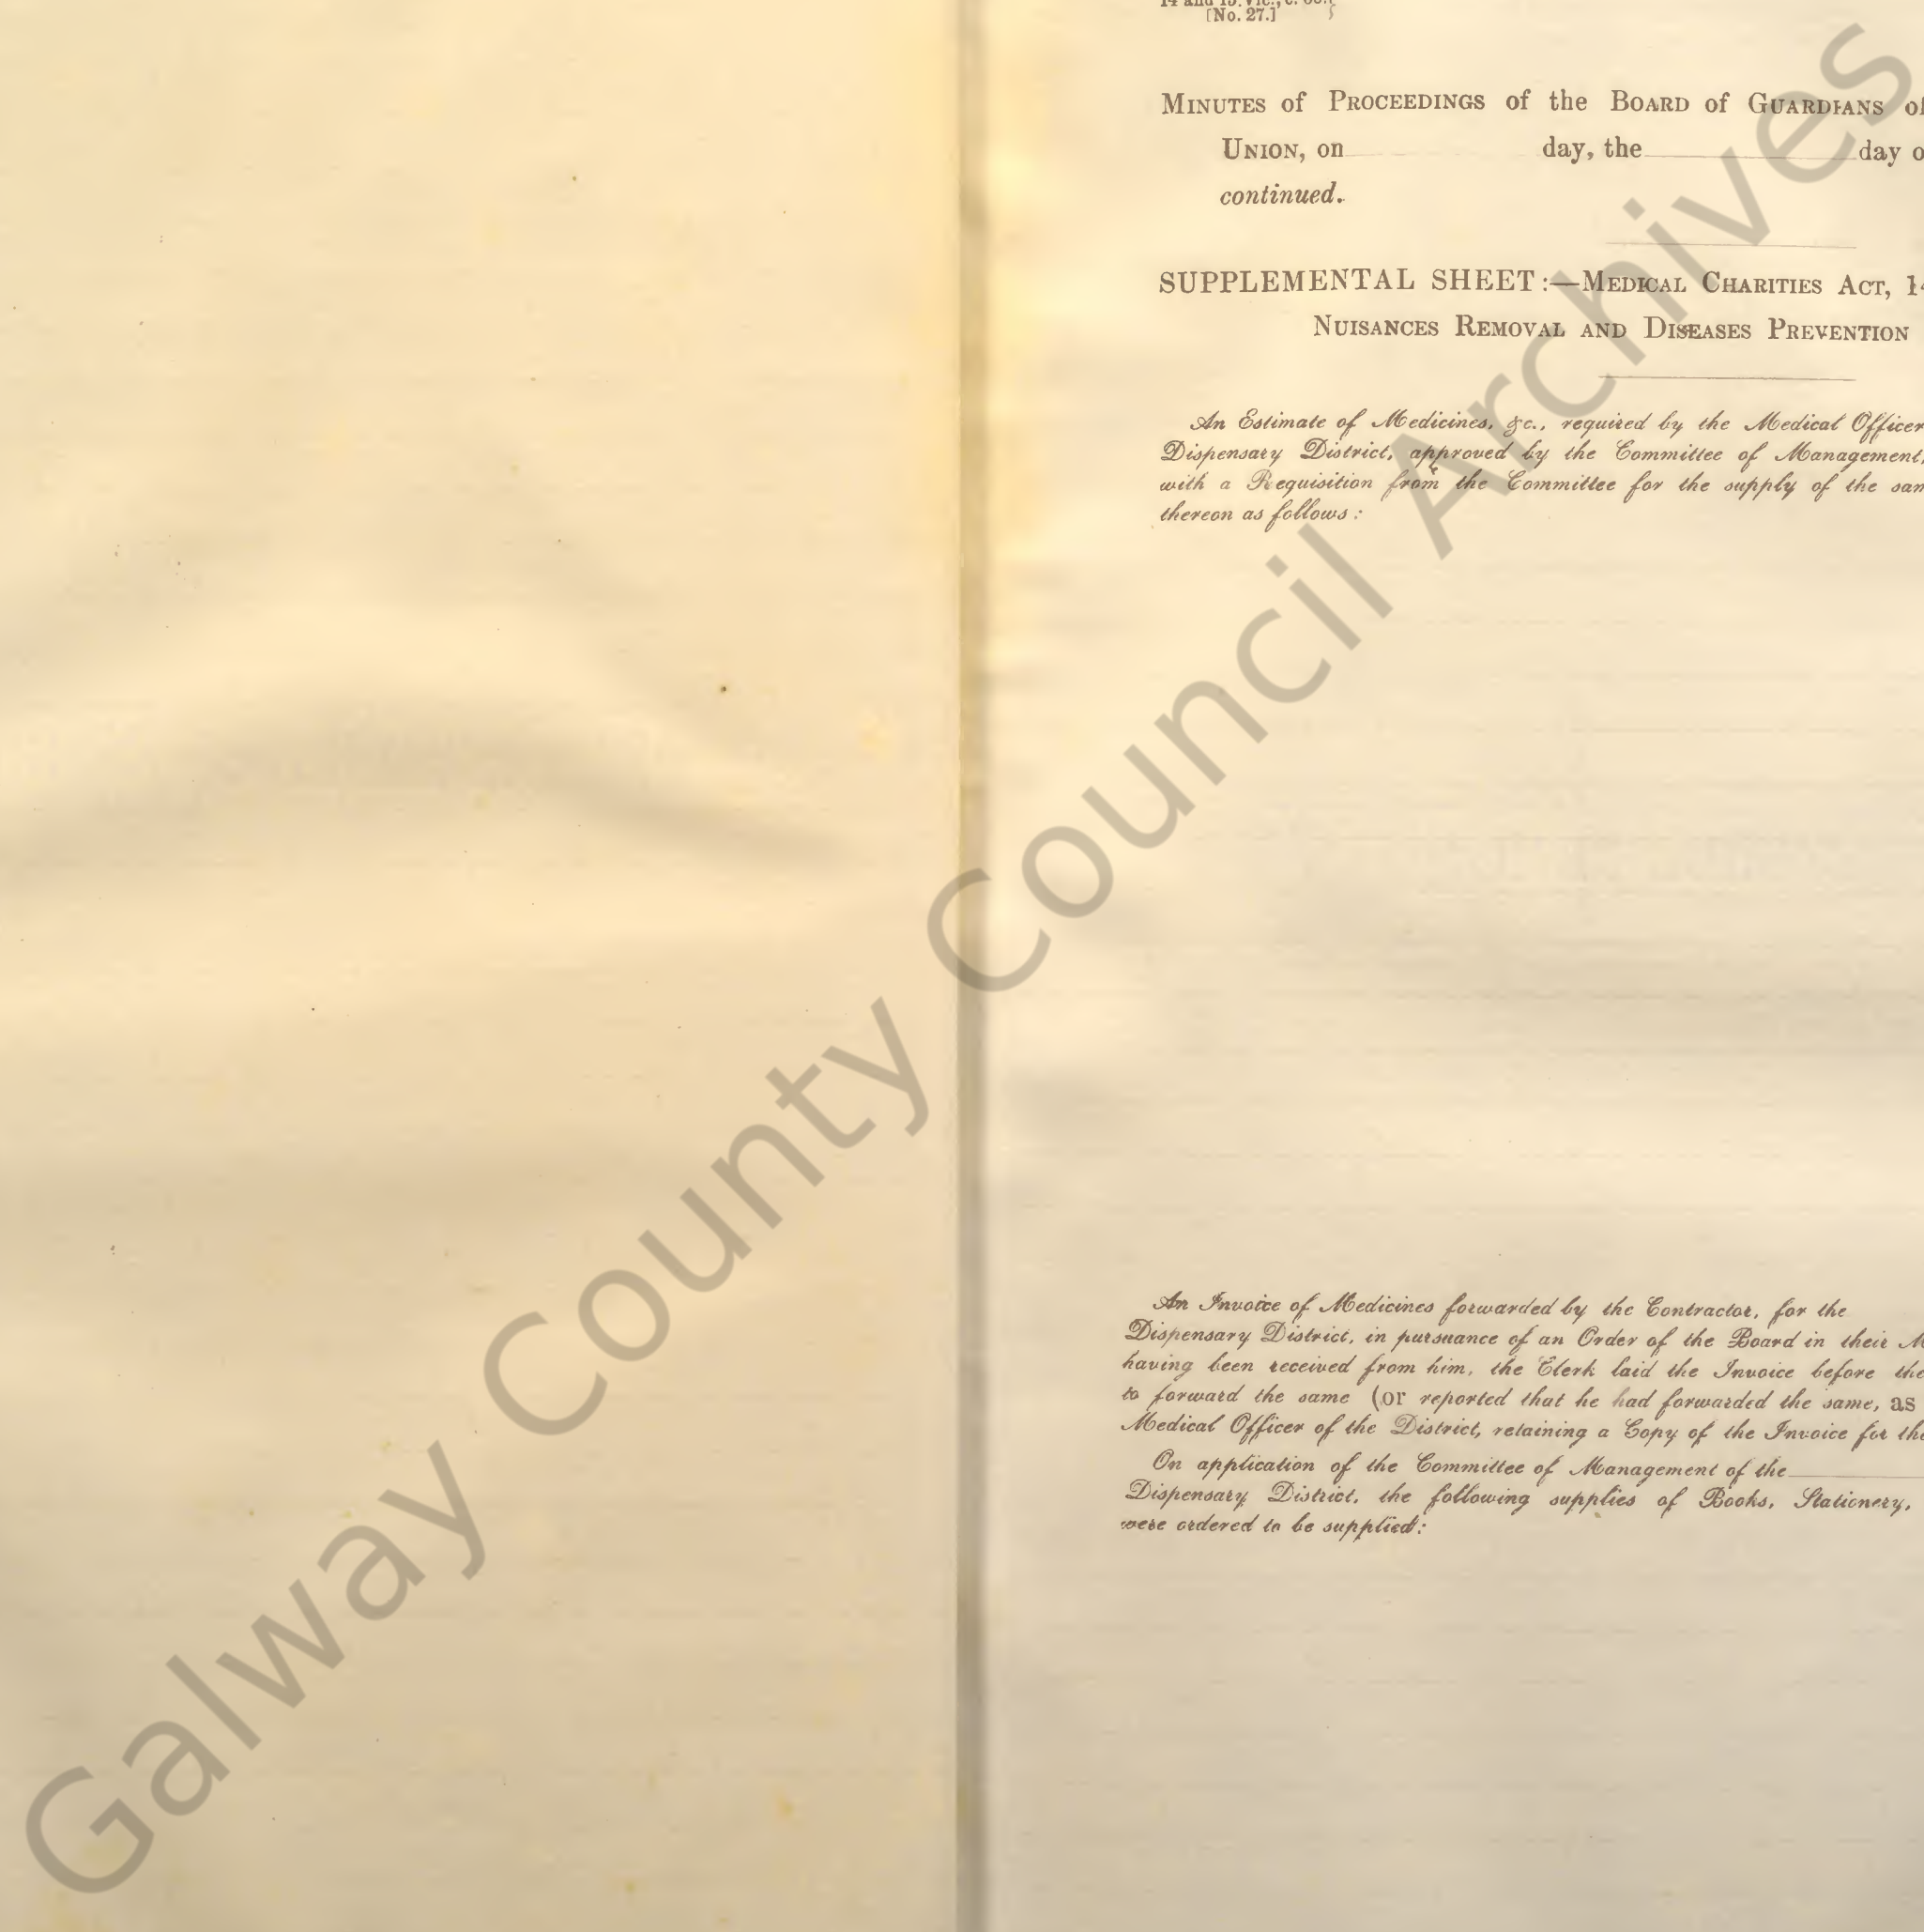 14 and 15 Vic., c.
[No. 27.]
MINUTES of PROCEEDINGS of the BOARD of GUARDIANS of
UNION, on day, the day o
continued.
SUPPLEMENTAL SHEET:—MEDICAL CHARITIES ACT, 14
NUISANCES REMOVAL AND DISEASES PREVENTION
An Estimate of Medicines, &c., required by the Medical Officer
Dispensary District, approved by the Committee of Management,
with a Requisition from the Committee for the supply of the sam
thereon as follows:
An Invoice of Medicines forwarded by the Contractor, for the
Dispensary District, in pursuance of an Order of the Board in their M
having been received from him, the Clerk laid the Invoice before the
to forward the same (or reported that he had forwarded the same, as
Medical Officer of the District, retaining a Copy of the Invoice for the
On application of the Committee of Management of the
Dispensary District, the following supplies of Books, Stationery,
were ordered to be supplied:
Galway County Council Archives